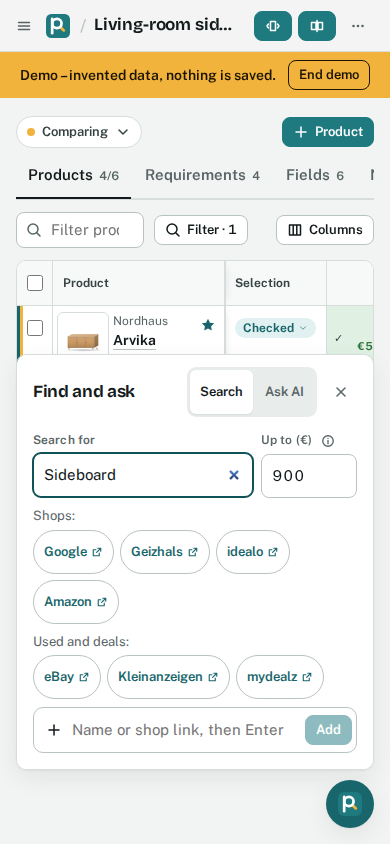 / Living-room sid...
Demo – invented data, nothing is saved. End demo
Comparing
+ Product
Products 4/6 Requirements 4 Fields 6
Filter · 1
Columns
Product Selection
Nordhaus
Arvika
Checked
✓
Find and ask
Search Ask AI
Search for Up to (€)
Sideboard
900
Shops:
Google Geizhals idealo
Amazon
Used and deals:
eBay Kleinanzeigen mydealz
+ Name or shop link, then Enter Add